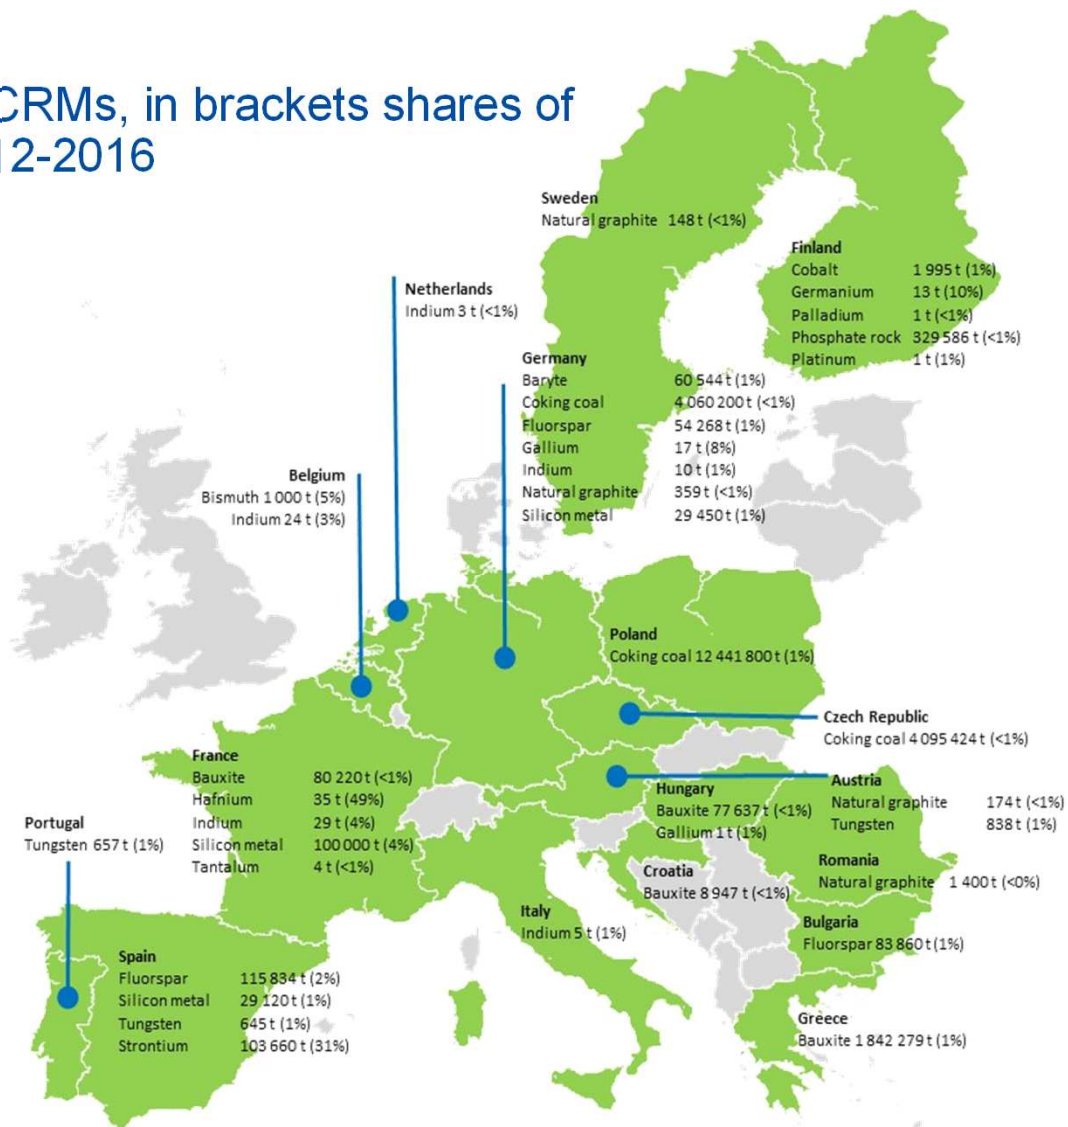 CRMs, in brackets shares of
12-2016
Sweden
Natural graphite 148 t (<1%)
Finland
Cobalt 1 995 t (1%)
Germanium 13 t (10%)
Palladium 1 t (<1%)
Phosphate rock 329 586 t (<1%)
Platinum 1 t (1%)
Netherlands
Indium 3 t (<1%)
Germany
Baryte 60 544 t (1%)
Coking coal 4 060 200 t (<1%)
Fluorspar 54 268 t (1%)
Gallium 17 t (8%)
Indium 10 t (1%)
Natural graphite 359 t (<1%)
Silicon metal 29 450 t (1%)
Belgium
Bismuth 1 000 t (5%)
Indium 24 t (3%)
Poland
Coking coal 12 441 800 t (1%)
Czech Republic
Coking coal 4 095 424 t (<1%)
France
Bauxite 80 220 t (<1%)
Hafnium 35 t (49%)
Indium 29 t (4%)
Silicon metal 100 000 t (4%)
Tantalum 4 t (<1%)
Austria
Natural graphite 174 t (<1%)
Tungsten 838 t (1%)
Hungary
Bauxite 77 637 t (<1%)
Gallium 1 t (1%)
Portugal
Tungsten 657 t (1%)
Romania
Natural graphite 1 400 t (<0%)
Croatia
Bauxite 8 947 t (<1%)
Italy
Indium 5 t (1%)
Bulgaria
Fluorspar 83 860 t (1%)
Spain
Fluorspar 115 834 t (2%)
Silicon metal 29 120 t (1%)
Tungsten 645 t (1%)
Strontium 103 660 t (31%)
Greece
Bauxite 1 842 279 t (1%)